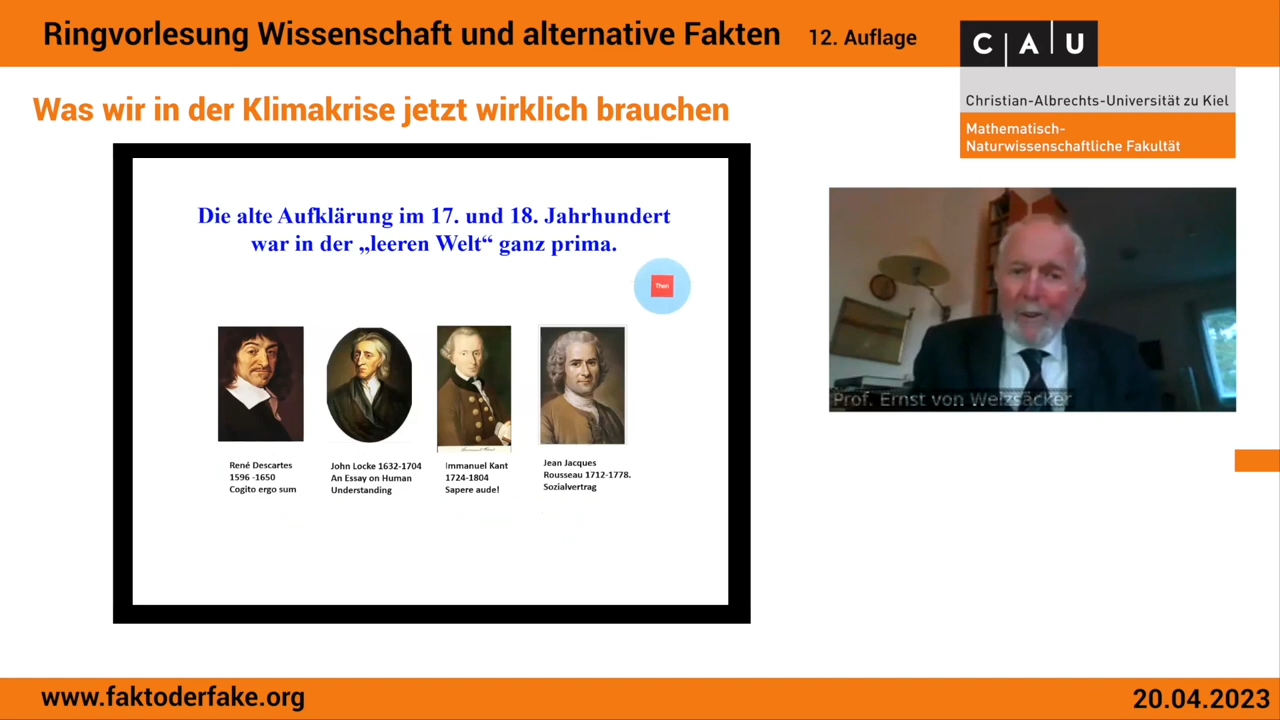 Ringvorlesung Wissenschaft und alternative Fakten 12. Auflage
C A U
Christian-Albrechts-Universität zu Kiel
Mathematisch-
Naturwissenschaftliche Fakultät
Was wir in der Klimakrise jetzt wirklich brauchen
Die alte Aufklärung im 17. und 18. Jahrhundert
war in der „leeren Welt“ ganz prima.
Then
René Descartes
1596 -1650
Cogito ergo sum
John Locke 1632-1704
An Essay on Human
Understanding
Immanuel Kant
1724-1804
Sapere aude!
Jean Jacques
Rousseau 1712-1778.
Sozialvertrag
Prof. Ernst von Weizsäcker
www.faktoderfake.org
20.04.2023